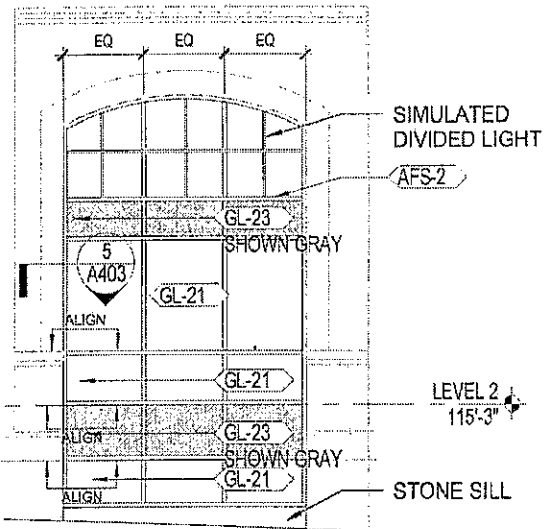 EQ EQ EQ
SIMULATED
DIVIDED LIGHT
AFS-2
GL-23
SHOWN GRAY
5
A403
GL-21
ALIGN
GL-21
LEVEL 2
115'-3"
ALIGN
GL-23
SHOWN GRAY
GL-21
ALIGN
STONE SILL